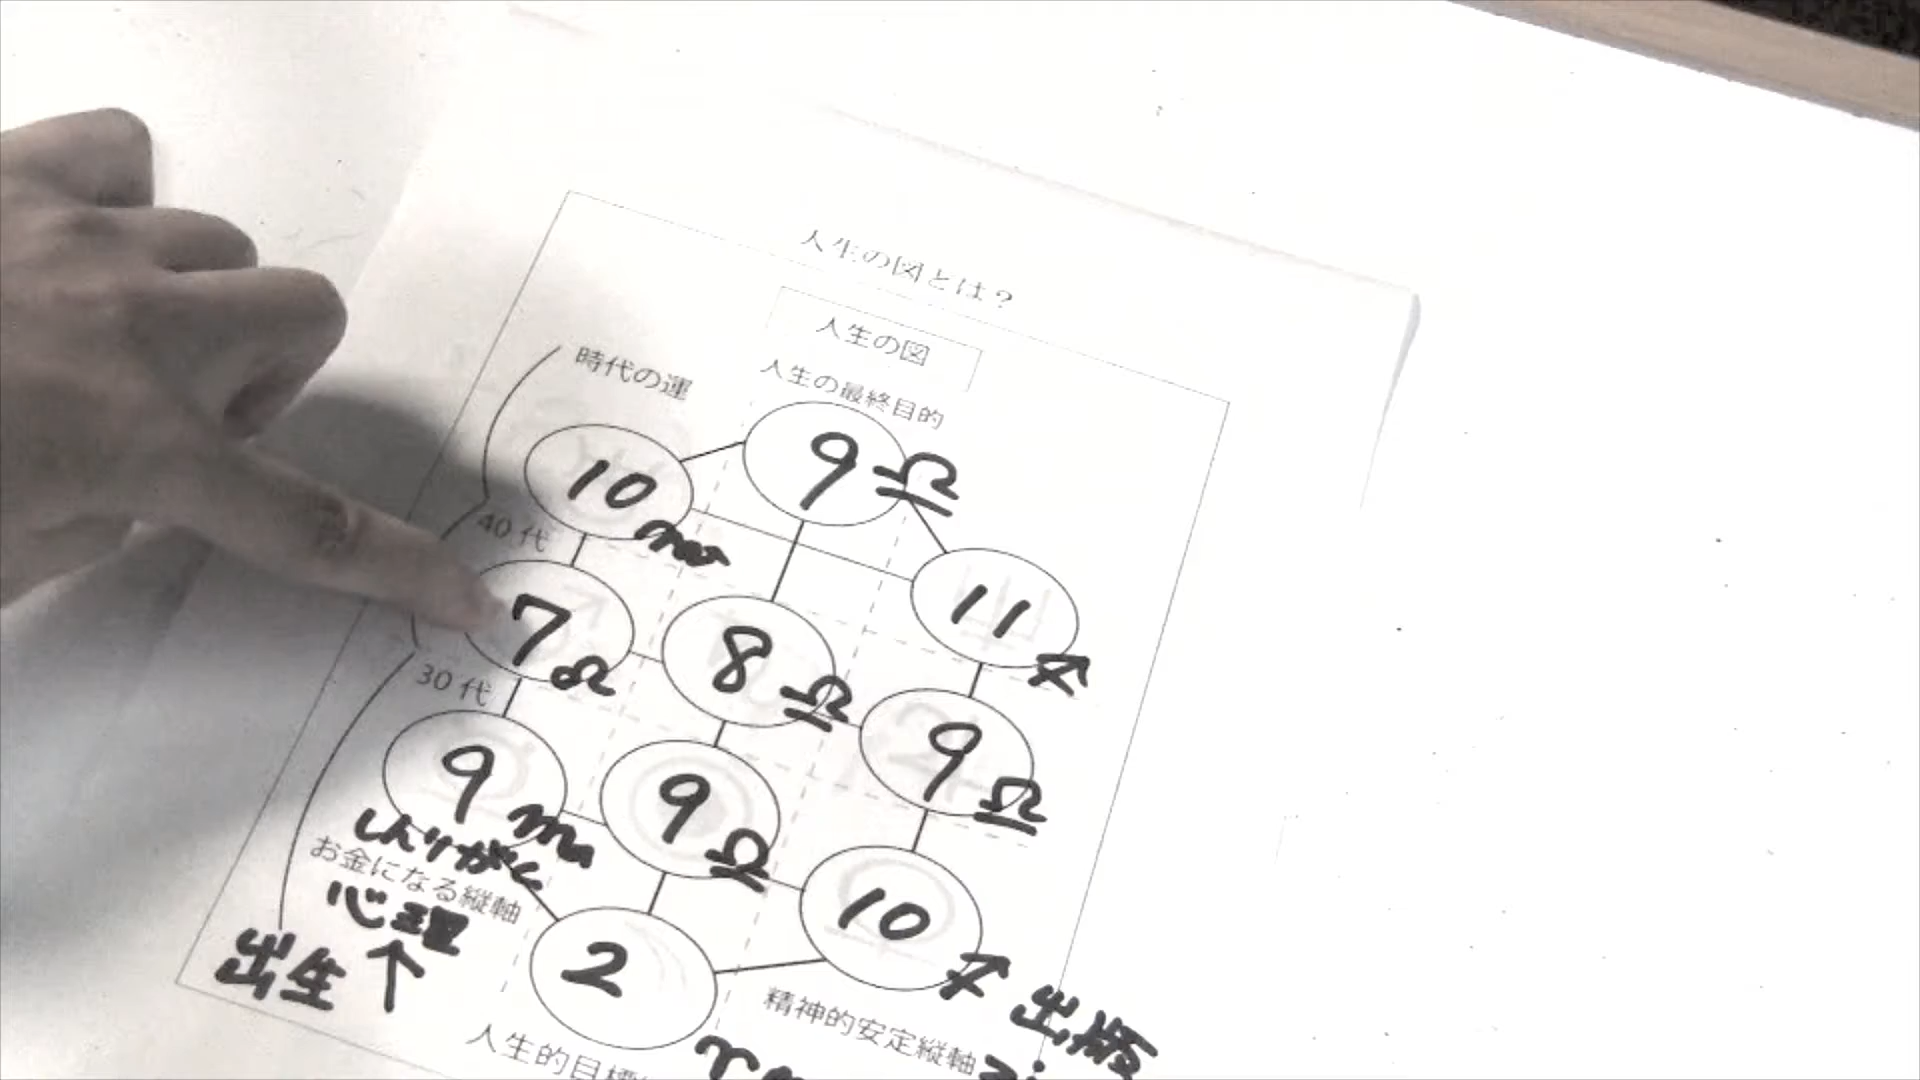 人生の図とは?
人生の図
時代の運
人生の最終目的
9 ♎
10 ♏
40代
11 ♐
7 ♎
8 ♎
30代
9 ♎
9 ♏
9 ♎
しんりがく
お金になる縦軸
10 ♐
心理
2
出生 ↑
出版
精神的安定縦軸
人生的目標